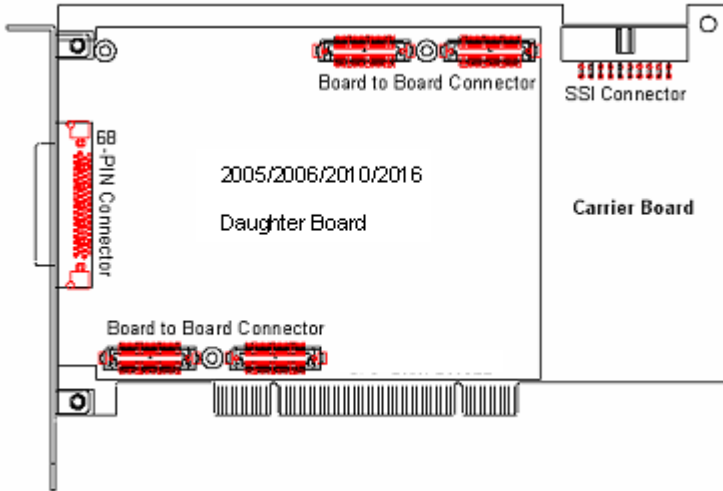 Board to Board Connector
SSI Connector
68
-PIN Connector
2005/2006/2010/2016
Daughter Board
Carrier Board
Board to Board Connector